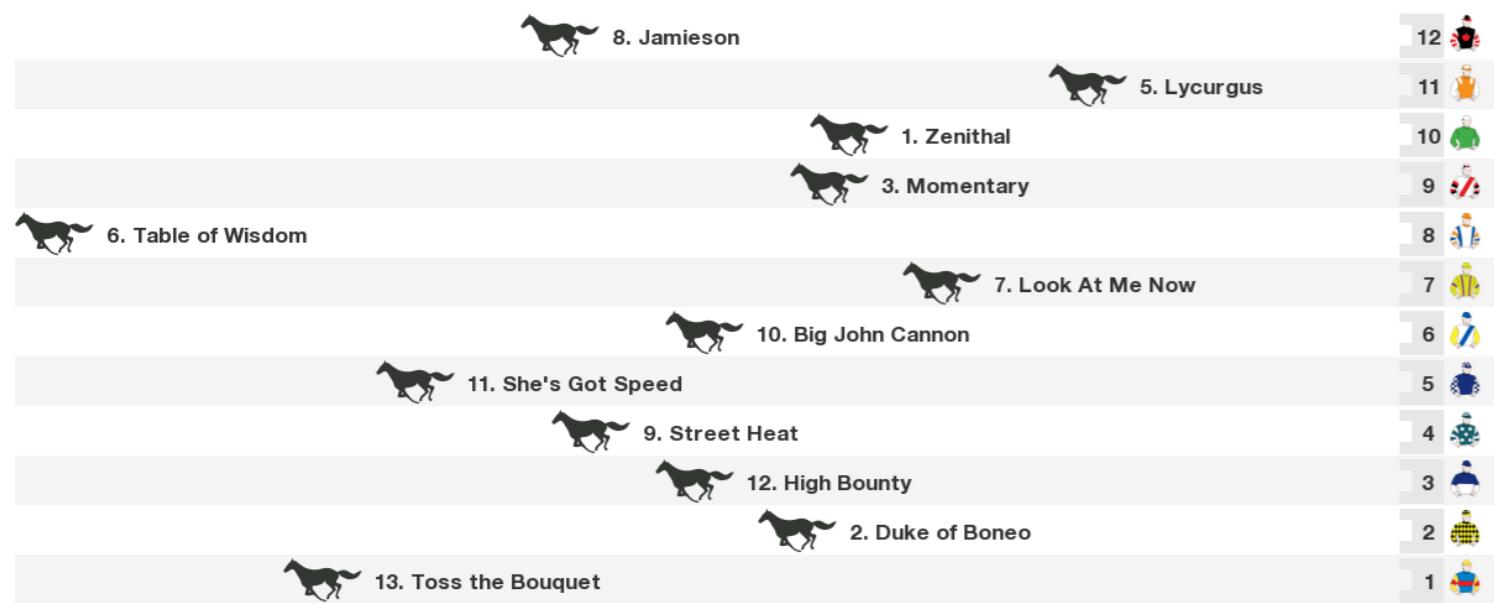 8. Jamieson 12
5. Lycurgus 11
1. Zenithal 10
3. Momentary 9
6. Table of Wisdom 8
7. Look At Me Now 7
10. Big John Cannon 6
11. She's Got Speed 5
9. Street Heat 4
12. High Bounty 3
2. Duke of Boneo 2
13. Toss the Bouquet 1